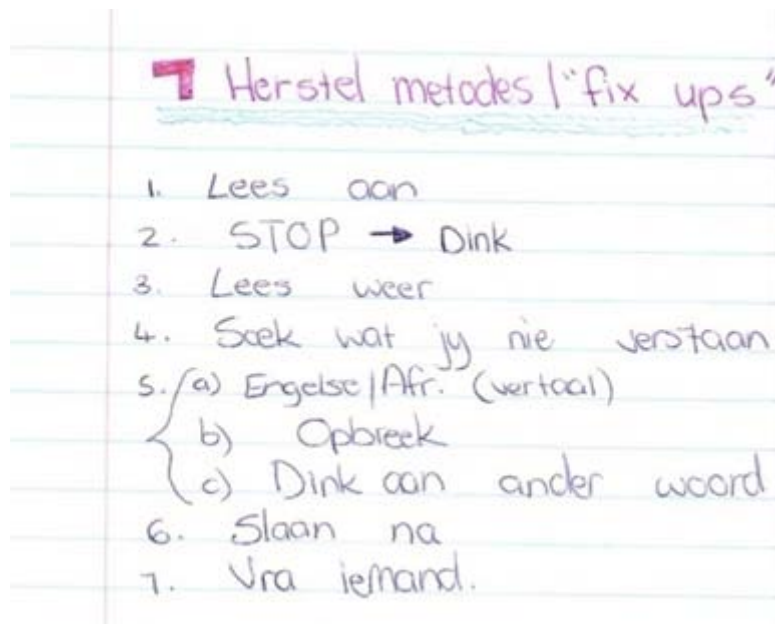 7 Herstel metodes / "fix ups"
1. Lees aan
2. STOP → Dink
3. Lees weer
4. Soek wat jy nie verstaan
5. (a) Engelse/Afr. (vertaal)
b) Opbreek
c) Dink aan ander woord
6. Slaan na
7. Vra iemand.